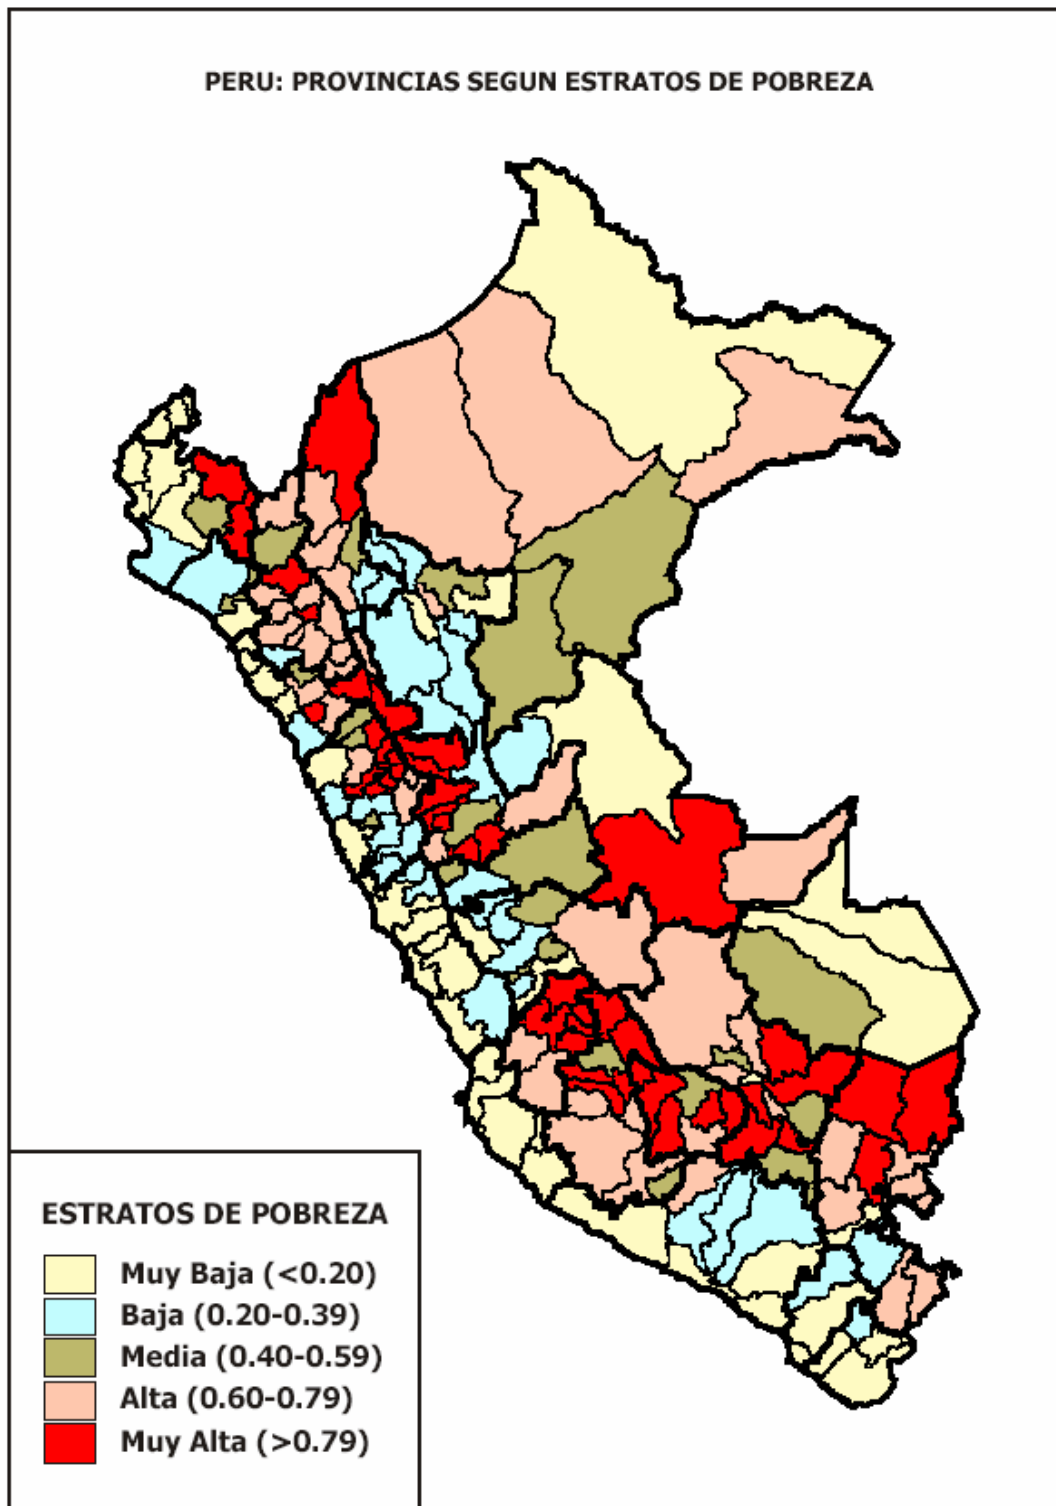 PERU: PROVINCIAS SEGUN ESTRATOS DE POBREZA
ESTRATOS DE POBREZA
Muy Baja (<0.20)
Baja (0.20-0.39)
Media (0.40-0.59)
Alta (0.60-0.79)
Muy Alta (>0.79)